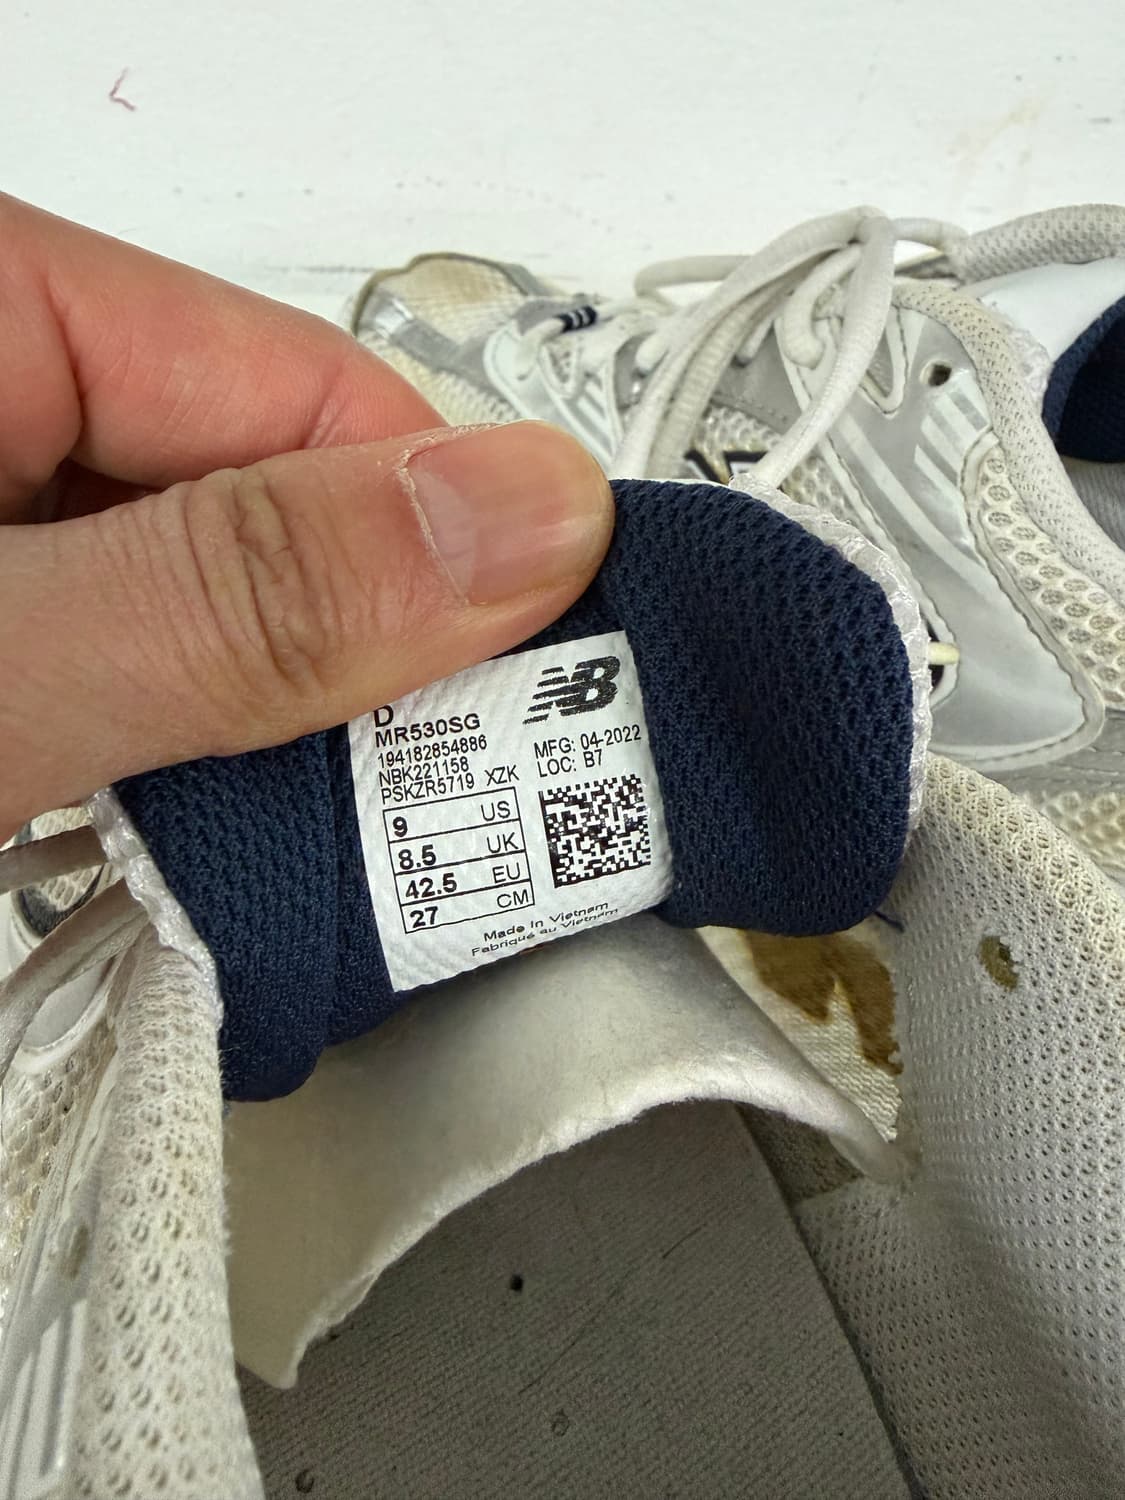 NB
D
MR530SG
194182854886
NBK221158
PSKZR5719 XZK
MFG: 04-2022
LOC: B7
9 US
8.5 UK
42.5 EU
27 CM
Made In Vietnam
Fabriqué au Vietnam